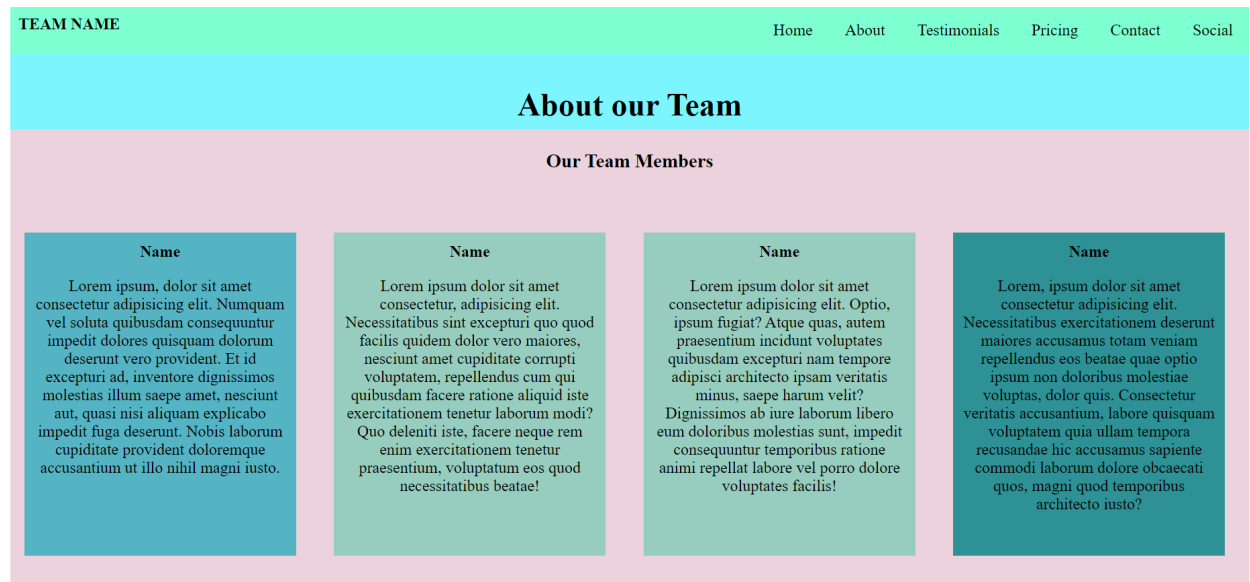 TEAM NAME
Home About Testimonials Pricing Contact Social
About our Team
Our Team Members
Name
Lorem ipsum, dolor sit amet
consectetur adipisicing elit. Numquam
vel soluta quibusdam consequuntur
impedit dolores quisquam dolorum
deserunt vero provident. Et id
excepturi ad, inventore dignissimos
molestias illum saepe amet, nesciunt
aut, quasi nisi aliquam explicabo
impedit fuga deserunt. Nobis laborum
cupiditate provident doloremque
accusantium ut illo nihil magni iusto.
Name
Lorem ipsum dolor sit amet
consectetur, adipisicing elit.
Necessitatibus sint excepturi quo quod
facilis quidem dolor vero maiores,
nesciunt amet cupiditate corrupti
voluptatem, repellendus cum qui
quibusdam facere ratione aliquid iste
exercitationem tenetur laborum modi?
Quo deleniti iste, facere neque rem
enim exercitationem tenetur
praesentium, voluptatum eos quod
necessitatibus beatae!
Name
Lorem ipsum dolor sit amet
consectetur adipisicing elit. Optio,
ipsum fugiat? Atque quas, autem
praesentium incidunt voluptates
quibusdam excepturi nam tempore
adipisci architecto ipsam veritatis
minus, saepe harum velit?
Dignissimos ab iure laborum libero
eum doloribus molestias sunt, impedit
consequuntur temporibus ratione
animi repellat labore vel porro dolore
voluptates facilis!
Name
Lorem, ipsum dolor sit amet
consectetur adipisicing elit.
Necessitatibus exercitationem deserunt
maiores accusamus totam veniam
repellendus eos beatae quae optio
ipsum non doloribus molestiae
voluptas, dolor quis. Consectetur
veritatis accusantium, labore quisquam
voluptatem quia ullam tempora
recusandae hic accusamus sapiente
commodi laborum dolore obcaecati
quos, magni quod temporibus
architecto iusto?